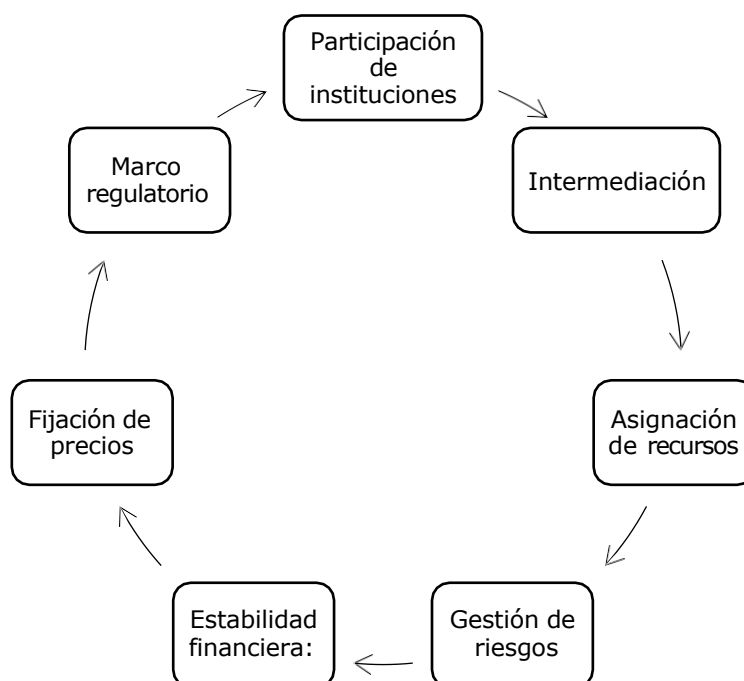 Participación
de
instituciones
Intermediación
Asignación
de recursos
Gestión de
riesgos
Estabilidad
financiera:
Fijación de
precios
Marco
regulatorio